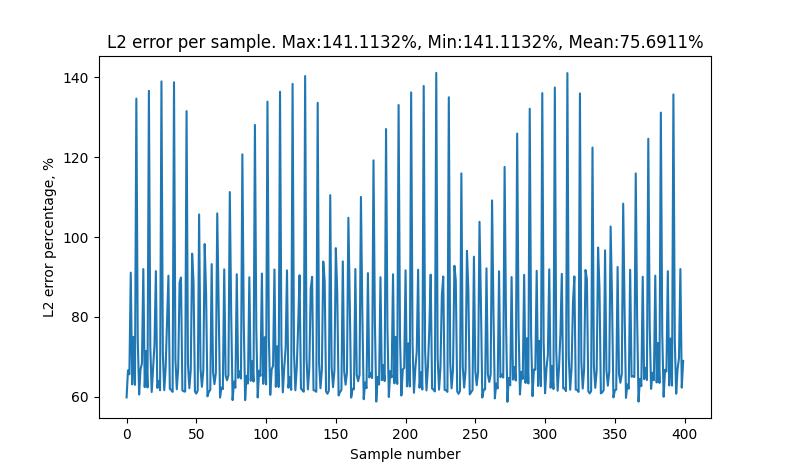 L2 error per sample. Max:141.1132%, Min:141.1132%, Mean:75.6911%
L2 error percentage, %
140
120
100
80
60
0 50 100 150 200 250 300 350 400
Sample number